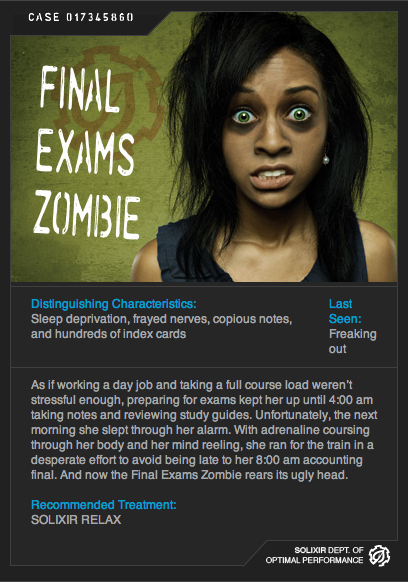 CASE 017345860
FINAL
EXAMS
ZOMBIE
Distinguishing Characteristics:
Sleep deprivation, frayed nerves, copious notes,
and hundreds of index cards
Last
Seen:
Freaking
out
As if working a day job and taking a full course load weren't
stressful enough, preparing for exams kept her up until 4:00 am
taking notes and reviewing study guides. Unfortunately, the next
morning she slept through her alarm. With adrenaline coursing
through her body and her mind reeling, she ran for the train in a
desperate effort to avoid being late to her 8:00 am accounting
final. And now the Final Exams Zombie rears its ugly head.
Recommended Treatment:
SOLIXIR RELAX
SOLIXIR DEPT. OF
OPTIMAL PERFORMANCE